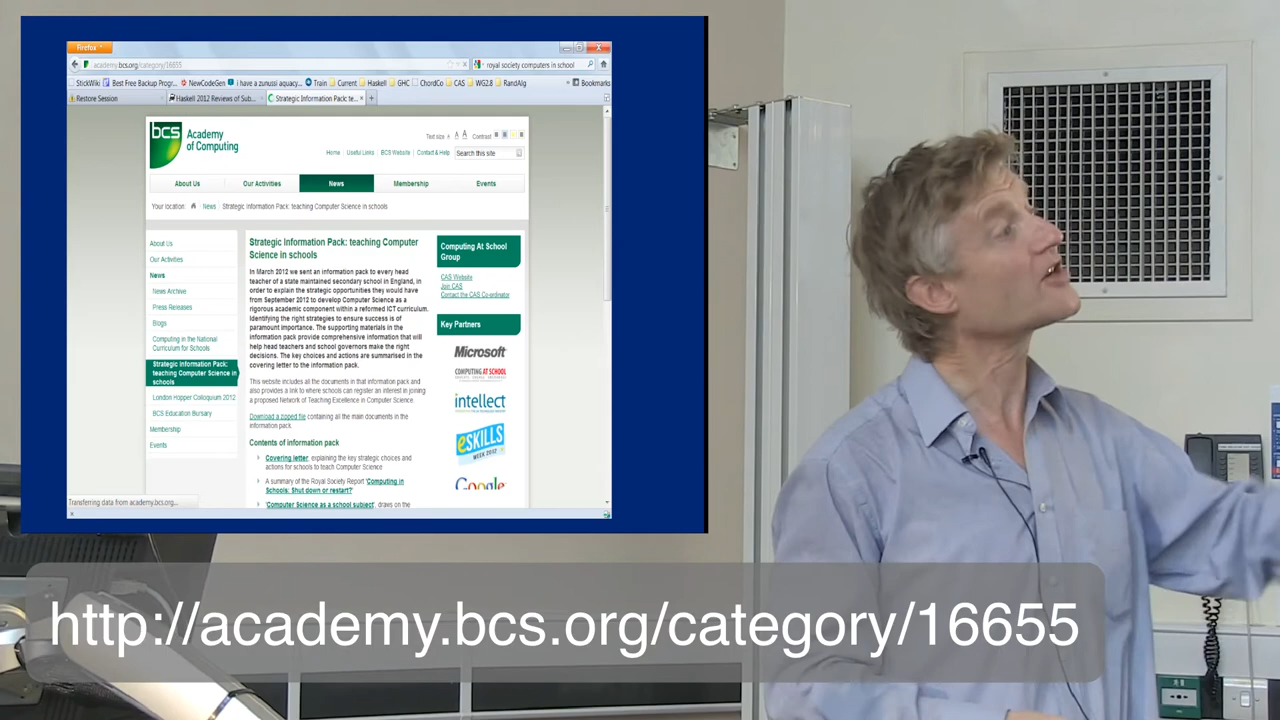 Firefox
academy.bcs.org/category/16655
royal society computers in school
StickWiki
Best Free Backup Progr...
NewCodeGen
i have a zunussi aquacy...
Train
Current
Haskell
GHC
ChordCo
CAS
WG2.8
RandAlg
»
Bookmarks
Restore Session
Haskell 2012 Reviews of Sub...
Strategic Information Pack: te...
bcs
Academy
of Computing
Text size A A A Contrast
Home
Useful Links
BCS Website
Contact & Help
Search this site
About Us
Our Activities
News
Membership
Events
Your location:
News
Strategic Information Pack: teaching Computer Science in schools
About Us
Our Activities
News
News Archive
Press Releases
Blogs
Computing in the National
Curriculum for Schools
Strategic Information Pack:
teaching Computer Science in
schools
London Hopper Colloquium 2012
BCS Education Bursary
Membership
Events
Strategic Information Pack: teaching Computer
Science in schools
In March 2012 we sent an information pack to every head
teacher of a state maintained secondary school in England, in
order to explain the strategic opportunities they would have
from September 2012 to develop Computer Science as a
rigorous academic component within a reformed ICT curriculum.
Identifying the right strategies to ensure success is of
paramount importance. The supporting materials in the
information pack provide comprehensive information that will
help head teachers and school governors make the right
decisions. The key choices and actions are summarised in the
covering letter to the information pack.
This website includes all the documents in that information pack and
also provides a link to where schools can register an interest in joining
a proposed Network of Teaching Excellence in Computer Science.
Download a zipped file containing all the main documents in the
information pack.
Contents of information pack
Covering letter: explaining the key strategic choices and
actions for schools to teach Computer Science
A summary of the Royal Society Report 'Computing in
Schools: Shut down or restart?'
'Computer Science as a school subject', draws on the
Computing At School
Group
CAS Website
Join CAS
Contact the CAS Co-ordinator
Key Partners
Microsoft
COMPUTING AT SCHOOL
intellect
eSKILLS
WEEK 2012
Google
Transferring data from academy.bcs.org...
http://academy.bcs.org/category/16655